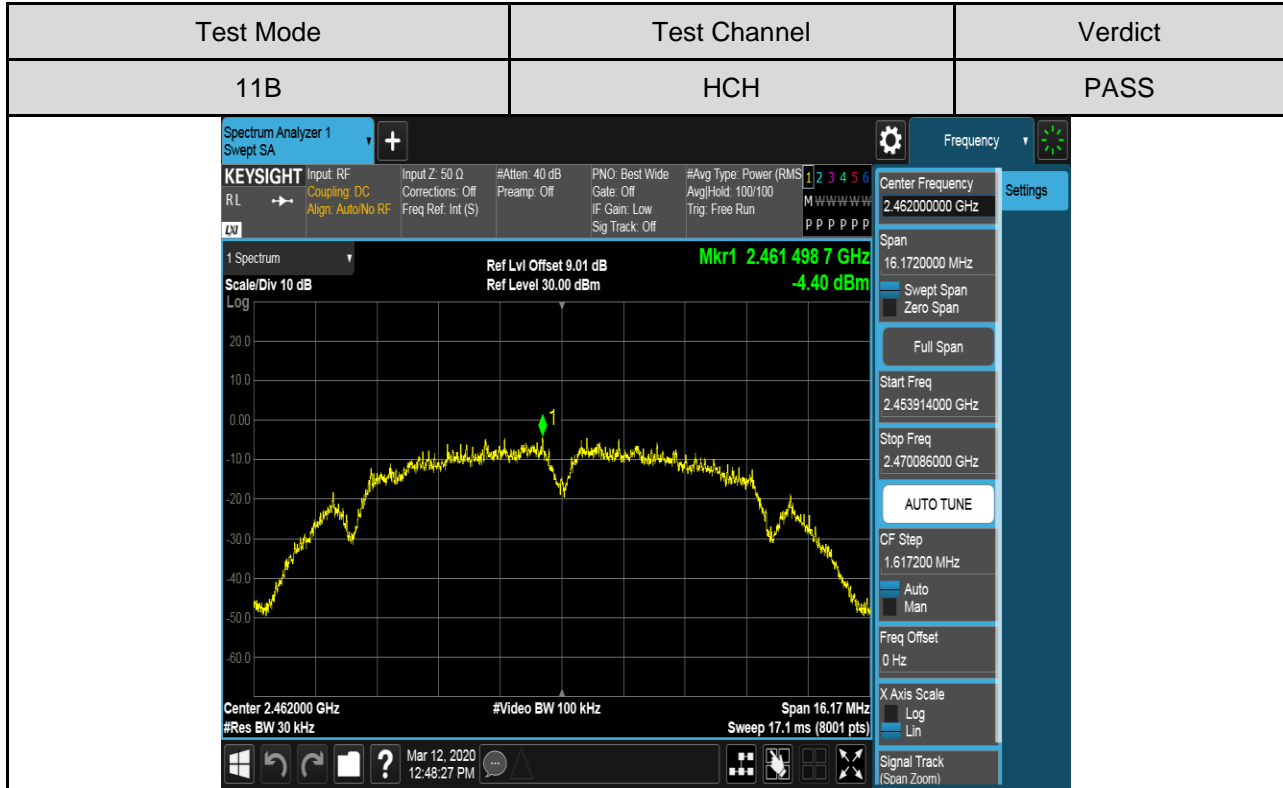 Test Mode Test Channel Verdict
11B HCH PASS
Spectrum Analyzer 1
Swept SA
Frequency
KEYSIGHT Input: RF Input Z: 50 Ω #Atten: 40 dB PNO: Best Wide #Avg Type: Power (RMS 1 2 3 4 5 6
RL Coupling: DC Corrections: Off Preamp: Off Gate: Off Avg|Hold: 100/100 M W W W W W
Align: Auto/No RF Freq Ref: Int (S) IF Gain: Low Trig: Free Run
LXI Sig Track: Off P P P P P P
1 Spectrum Ref Lvl Offset 9.01 dB Mkr1 2.461 498 7 GHz
Scale/Div 10 dB Ref Level 30.00 dBm -4.40 dBm
Log
20.0
10.0
0.00
1
-10.0
-20.0
-30.0
-40.0
-50.0
-60.0
Center 2.462000 GHz #Video BW 100 kHz Span 16.17 MHz
#Res BW 30 kHz Sweep 17.1 ms (8001 pts)
Mar 12, 2020
12:48:27 PM
?
Center Frequency
2.462000000 GHz
Settings
Span
16.1720000 MHz
Swept Span
Zero Span
Full Span
Start Freq
2.453914000 GHz
Stop Freq
2.470086000 GHz
AUTO TUNE
CF Step
1.617200 MHz
Auto
Man
Freq Offset
0 Hz
X Axis Scale
Log
Lin
Signal Track
(Span Zoom)